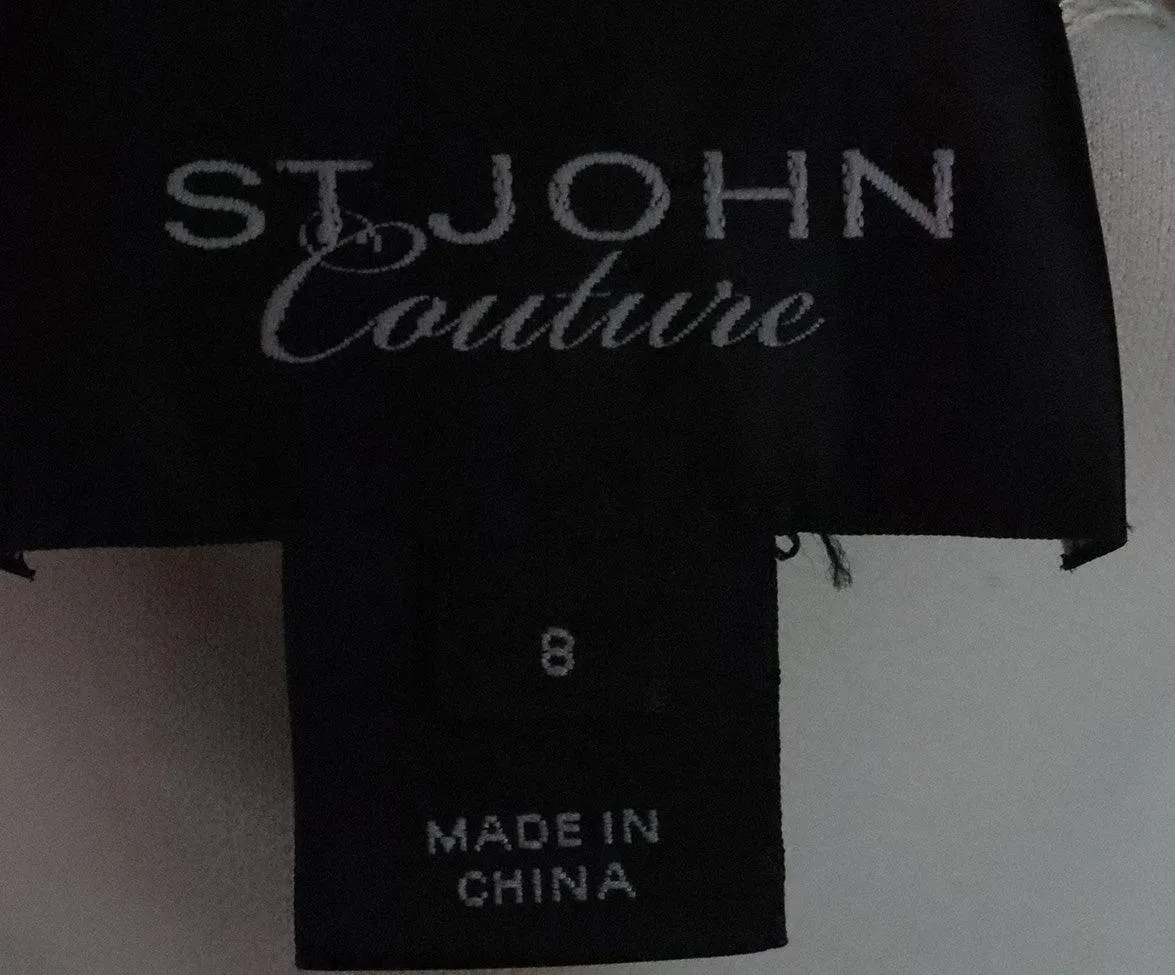 ST. JOHN
Couture
8
MADE IN
CHINA